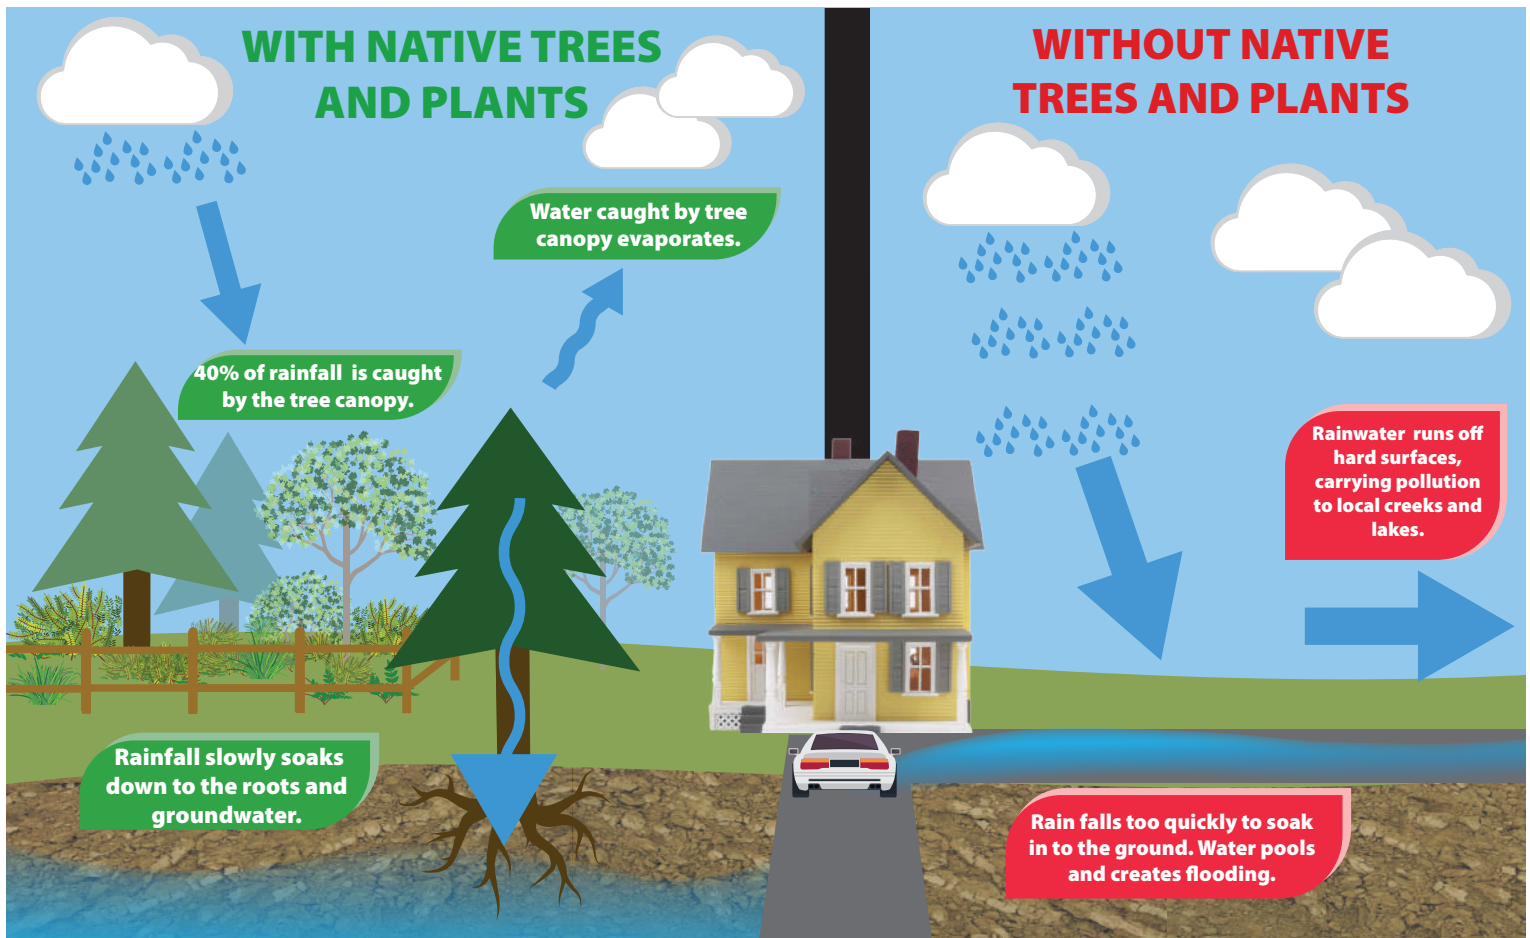 WITH NATIVE TREES
AND PLANTS
Water caught by tree
canopy evaporates.
40% of rainfall is caught
by the tree canopy.
Rainfall slowly soaks
down to the roots and
groundwater.
WITHOUT NATIVE
TREES AND PLANTS
Rainwater runs off
hard surfaces,
carrying pollution
to local creeks and
lakes.
Rain falls too quickly to soak
in to the ground. Water pools
and creates flooding.